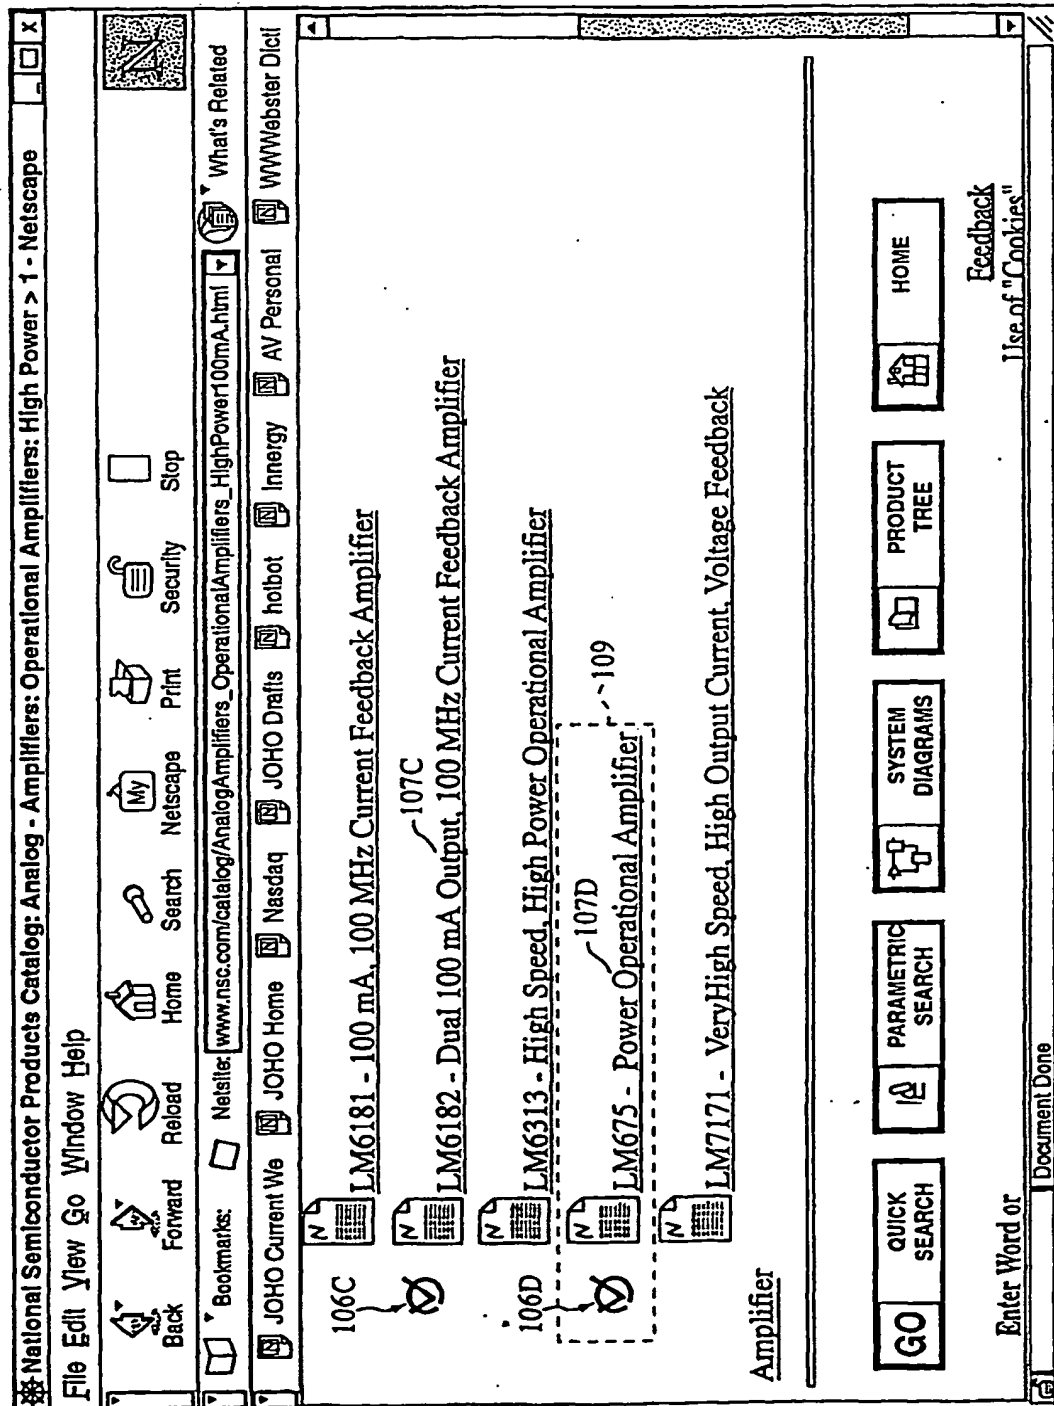 National Semiconductor Products Catalog: Analog - Amplifiers: Operational Amplifiers: High Power > 1 - Netscape
File Edit View Go Window Help
Back Forward Reload Home Search Netscape Print Security Stop
My
N
Bookmarks: Netsite: www.nsc.com/catalog/AnalogAmplifiers_OperationalAmplifiers_HighPower100mA.html What's Related
JOHO Current We JOHO Home Nasdaq JOHO Drafts hotbot Innergy AV Personal WWWebster Dicti
LM6181 - 100 mA, 100 MHz Current Feedback Amplifier
106C
107C
LM6182 - Dual 100 mA Output, 100 MHz Current Feedback Amplifier
LM6313 - High Speed, High Power Operational Amplifier
106D
107D
109
LM675 - Power Operational Amplifier
LM7171 - VeryHigh Speed, High Output Current, Voltage Feedback
Amplifier
GO QUICK SEARCH
PARAMETRIC SEARCH
SYSTEM DIAGRAMS
PRODUCT TREE
HOME
Enter Word or
Feedback
Use of "Cookies"
Document Done